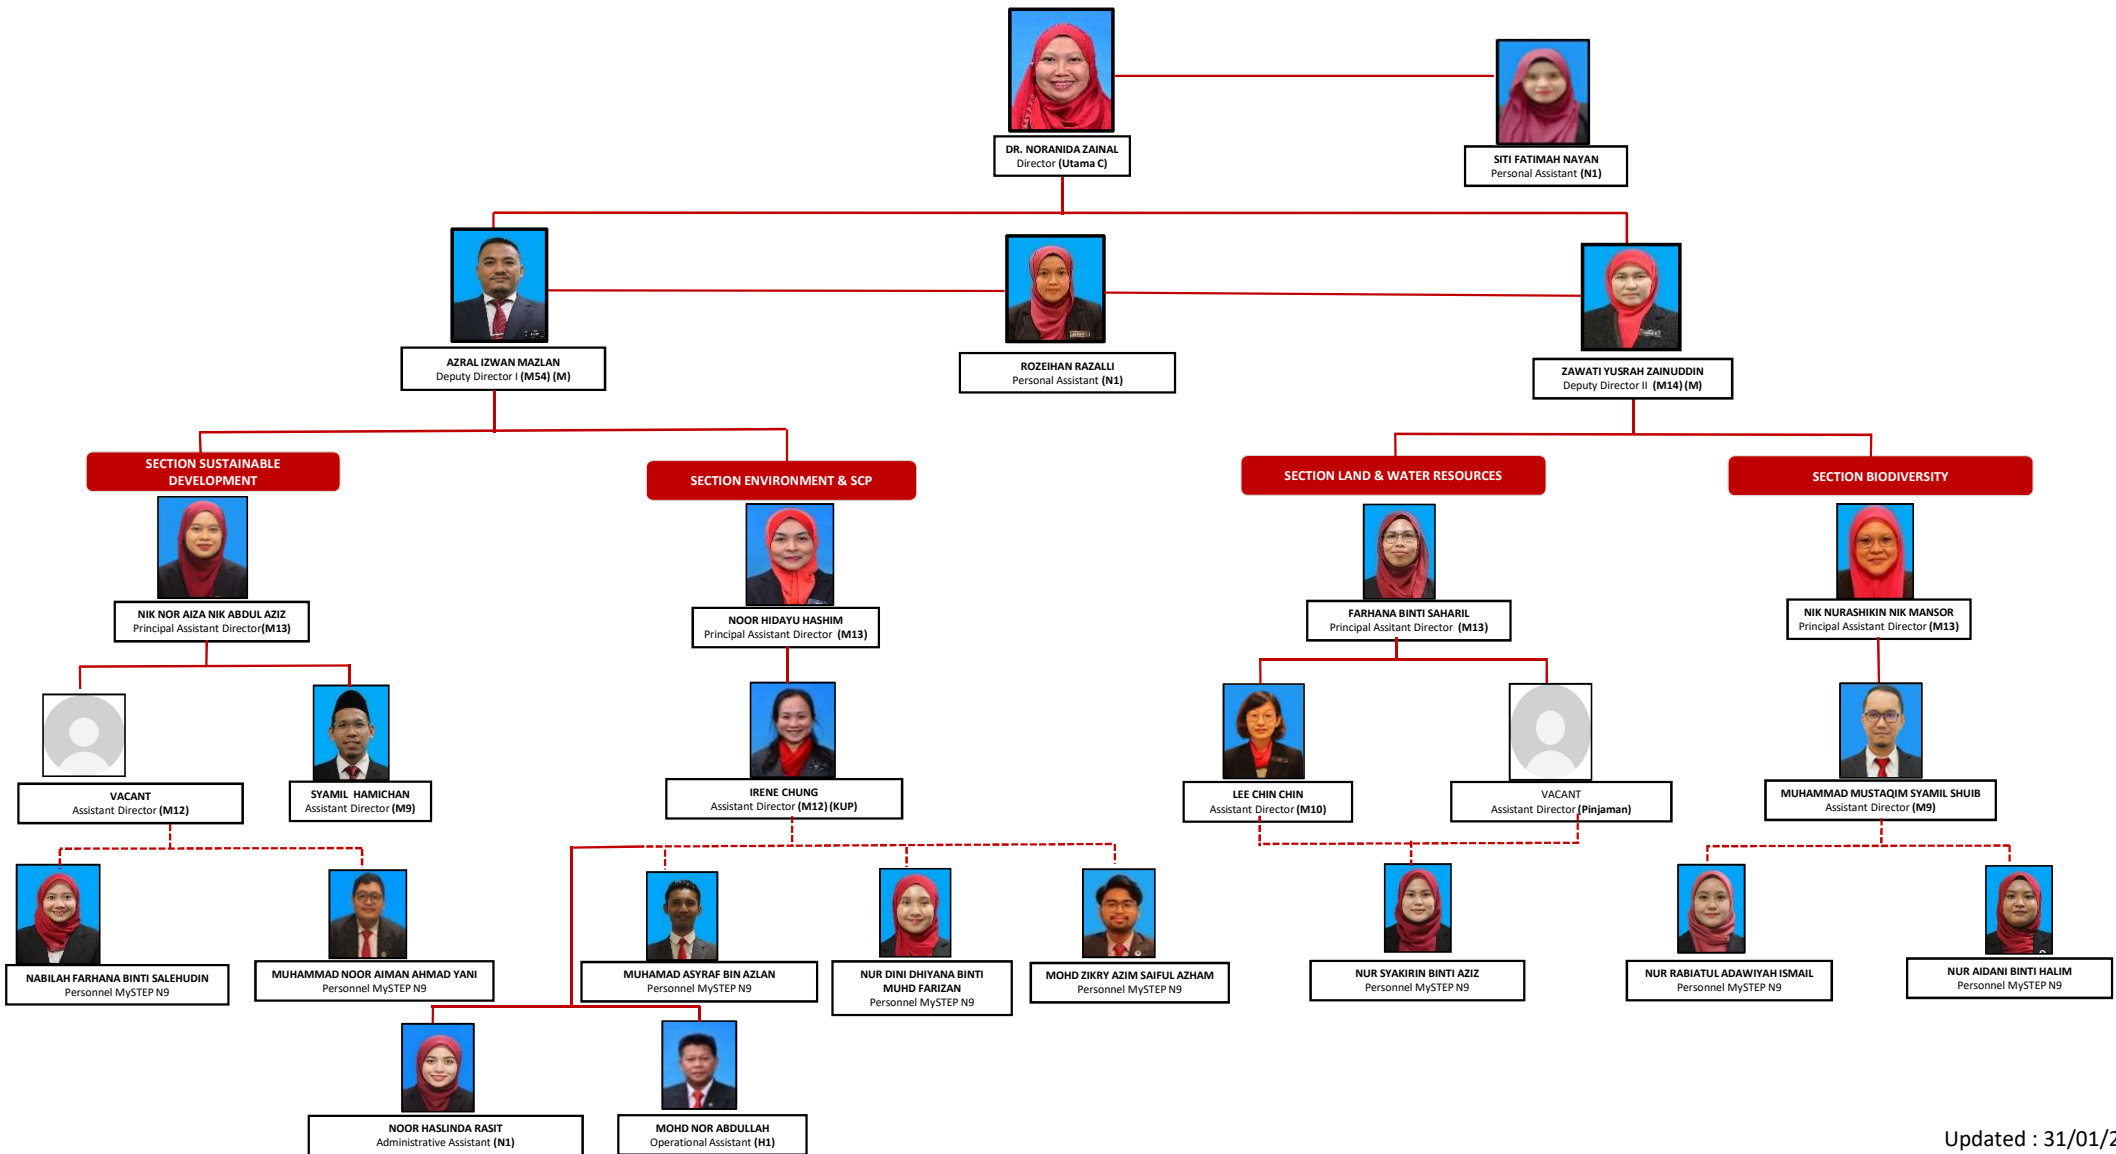 DR. NORANIDA ZAINAL
Director (Utama C)
SITI FATIMAH NAYAN
Personal Assistant (N1)
AZRAL IZWAN MAZLAN
Deputy Director I (M54) (M)
ROZEIHAN RAZALLI
Personal Assistant (N1)
ZAWATI YUSRAH ZAINUDDIN
Deputy Director II (M14) (M)
SECTION SUSTAINABLE
DEVELOPMENT
SECTION ENVIRONMENT & SCP
SECTION LAND & WATER RESOURCES
SECTION BIODIVERSITY
NIK NOR AIZA NIK ABDUL AZIZ
Principal Assistant Director(M13)
NOOR HIDAYU HASHIM
Principal Assistant Director (M13)
FARHANA BINTI SAHARIL
Principal Assitant Director (M13)
NIK NURASHIKIN NIK MANSOR
Principal Assistant Director (M13)
VACANT
Assistant Director (M12)
SYAMIL HAMICHAN
Assistant Director (M9)
IRENE CHUNG
Assistant Director (M12) (KUP)
LEE CHIN CHIN
Assistant Director (M10)
VACANT
Assistant Director (Pinjaman)
MUHAMMAD MUSTAQIM SYAMIL SHUIB
Assistant Director (M9)
NABILAH FARHANA BINTI SALEHUDIN
Personnel MySTEP N9
MUHAMMAD NOOR AIMAN AHMAD YANI
Personnel MySTEP N9
MUHAMAD ASYRAF BIN AZLAN
Personnel MySTEP N9
NUR DINI DHIYANA BINTI
MUHD FARIZAN
Personnel MySTEP N9
MOHD ZIKRY AZIM SAIFUL AZHAM
Personnel MySTEP N9
NUR SYAKIRIN BINTI AZIZ
Personnel MySTEP N9
NUR RABIATUL ADAWIYAH ISMAIL
Personnel MySTEP N9
NUR AIDANI BINTI HALIM
Personnel MySTEP N9
NOOR HASLINDA RASIT
Administrative Assistant (N1)
MOHD NOR ABDULLAH
Operational Assistant (H1)
Updated : 31/01/2